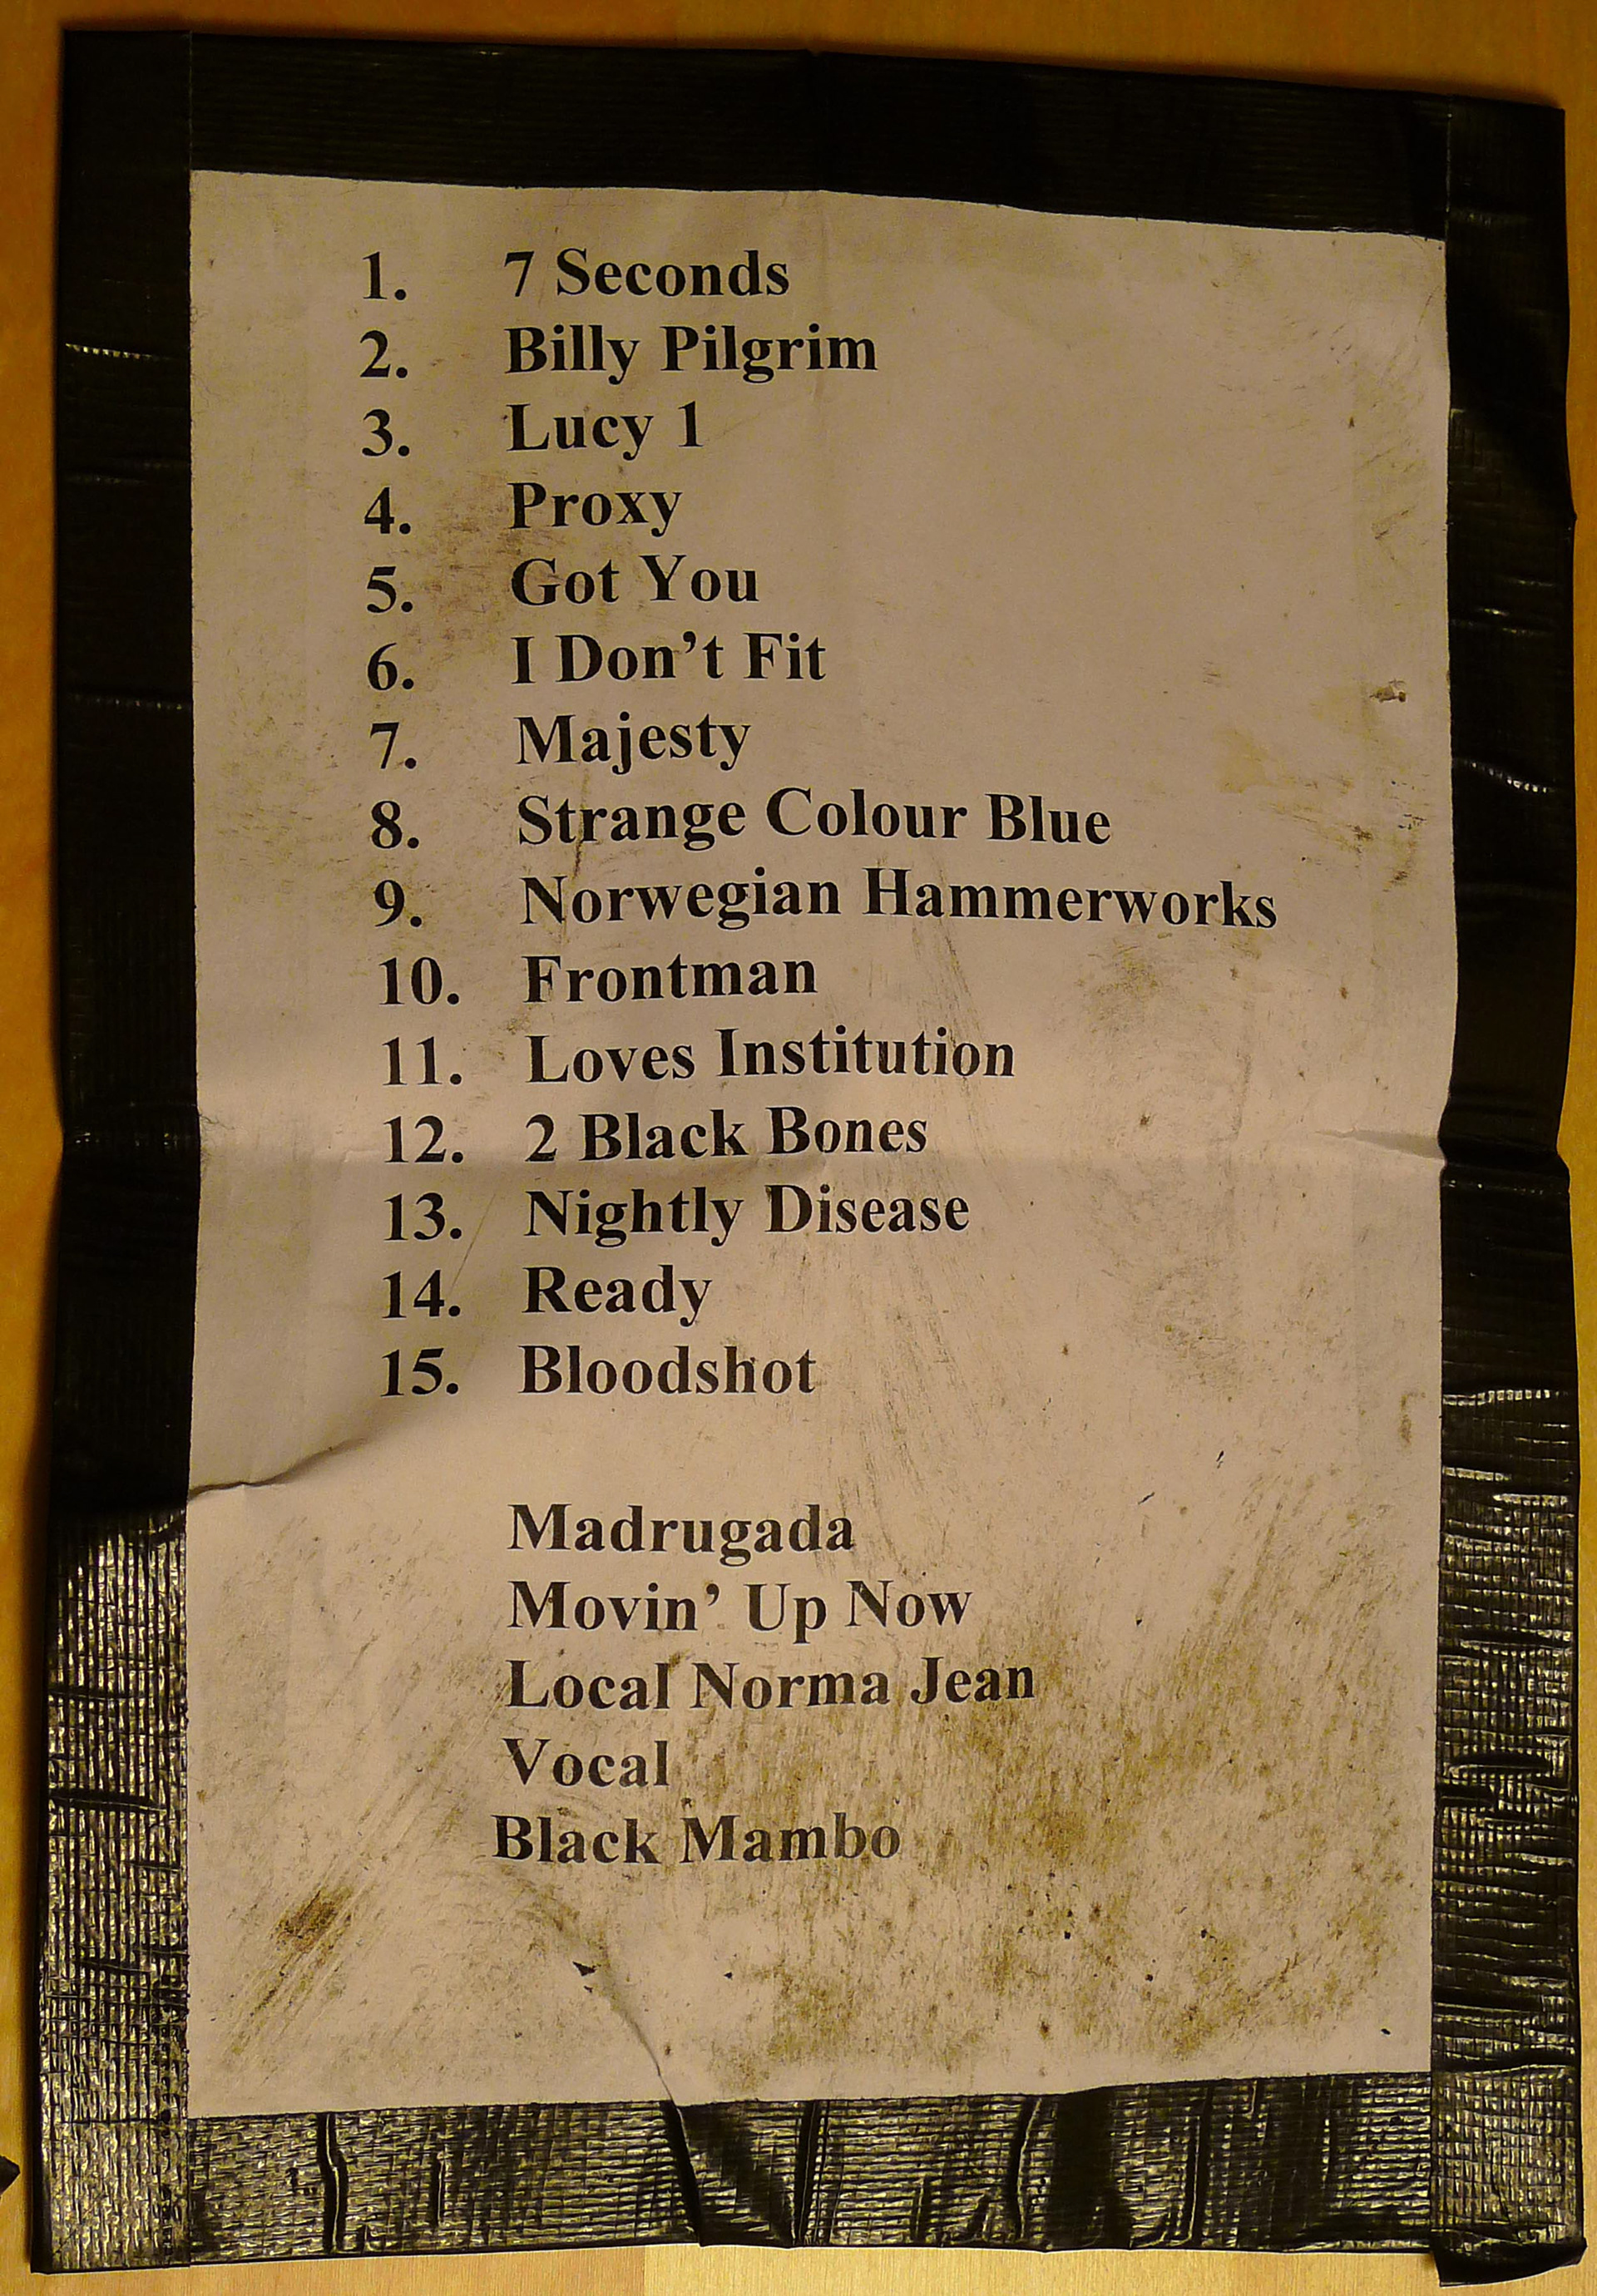 1. 7 Seconds
2. Billy Pilgrim
3. Lucy 1
4. Proxy
5. Got You
6. I Don’t Fit
7. Majesty
8. Strange Colour Blue
9. Norwegian Hammerworks
10. Frontman
11. Loves Institution
12. 2 Black Bones
13. Nightly Disease
14. Ready
15. Bloodshot
Madrugada
Movin’ Up Now
Local Norma Jean
Vocal
Black Mambo